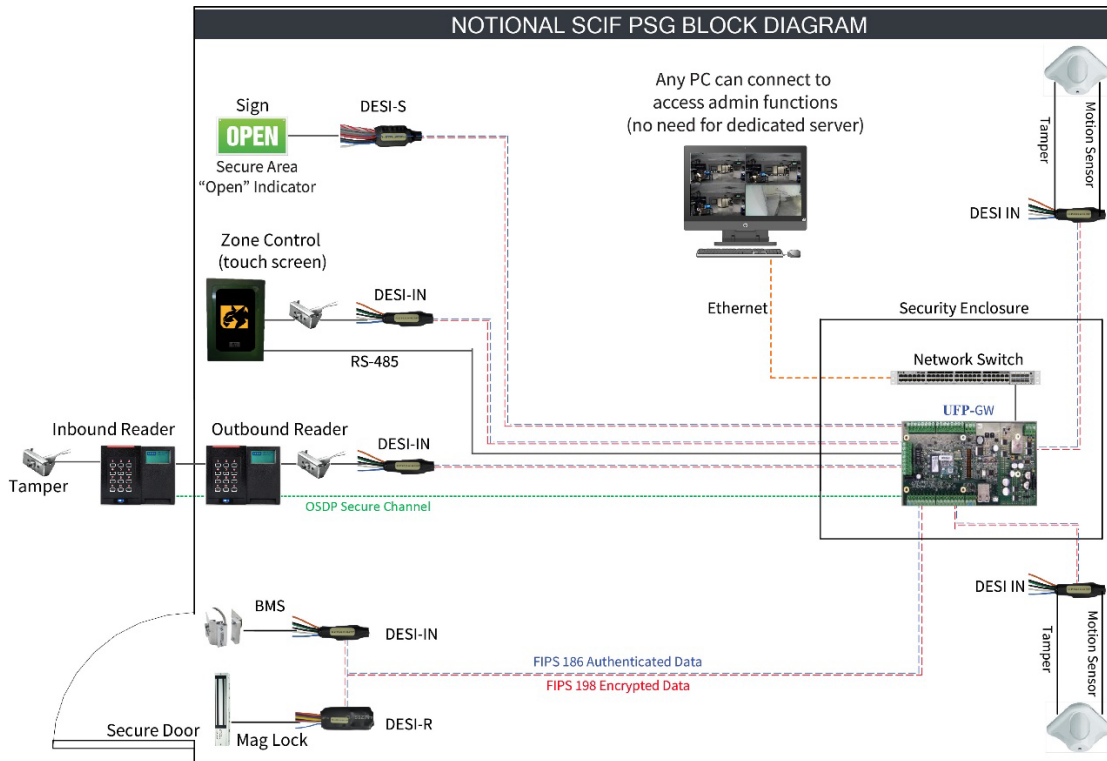 NOTIONAL SCIF PSG BLOCK DIAGRAM
Sign
OPEN
Secure Area
“Open” Indicator
DESI-S
Any PC can connect to
access admin functions
(no need for dedicated server)
Tamper
Motion Sensor
DESI IN
Zone Control
(touch screen)
DESI-IN
RS-485
Ethernet
Security Enclosure
Network Switch
UFP-GW
Inbound Reader
Outbound Reader
DESI-IN
Tamper
OSDP Secure Channel
BMS
DESI-IN
FIPS 186 Authenticated Data
FIPS 198 Encrypted Data
DESI IN
Tamper
Motion Sensor
Secure Door
Mag Lock
DESI-R